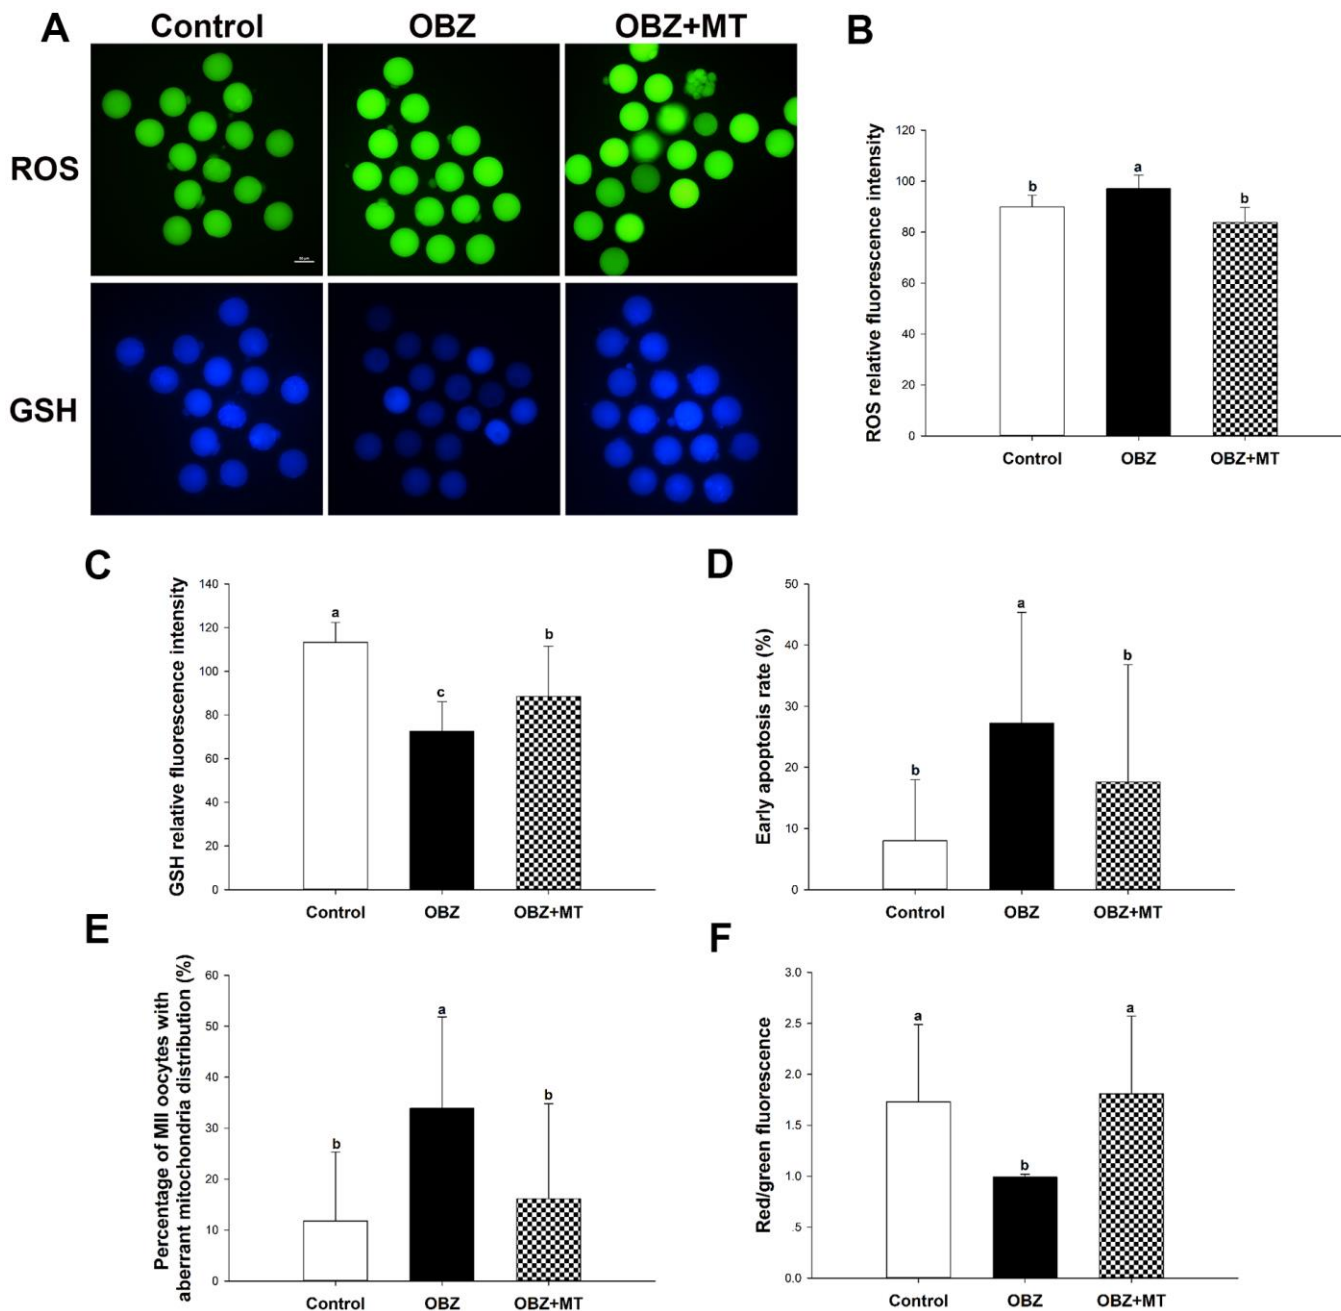 A
Control
OBZ
OBZ+MT
ROS
GSH
B
ROS relative fluorescence intensity
120
100
80
60
40
20
0
b
a
b
Control
OBZ
OBZ+MT
C
GSH relative fluorescence intensity
140
120
100
80
60
40
20
0
a
c
b
Control
OBZ
OBZ+MT
D
Early apoptosis rate (%)
50
40
30
20
10
0
b
a
b
Control
OBZ
OBZ+MT
E
Percentage of MII oocytes with
aberrant mitochondria distribution (%)
60
50
40
30
20
10
0
b
a
b
Control
OBZ
OBZ+MT
F
Red/green fluorescence
3.0
2.5
2.0
1.5
1.0
.5
0.0
a
b
a
Control
OBZ
OBZ+MT